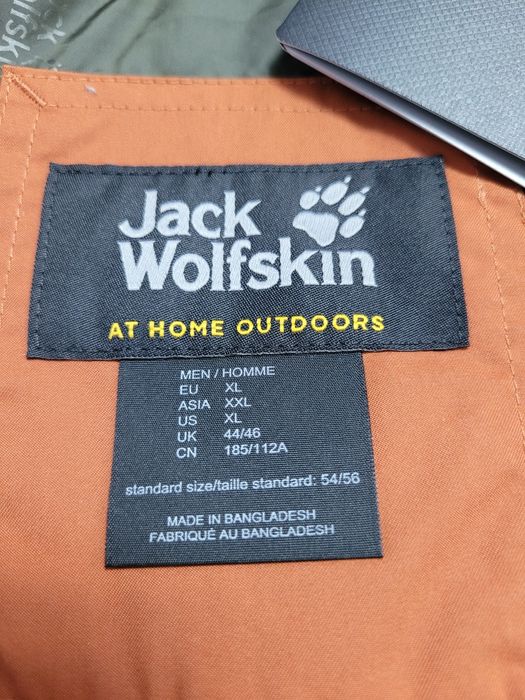 Jack
Wolfskin
AT HOME OUTDOORS
MEN / HOMME
EU XL
ASIA XXL
US XL
UK 44/46
CN 185/112A
standard size/taille standard: 54/56
MADE IN BANGLADESH
FABRIQUÉ AU BANGLADESH